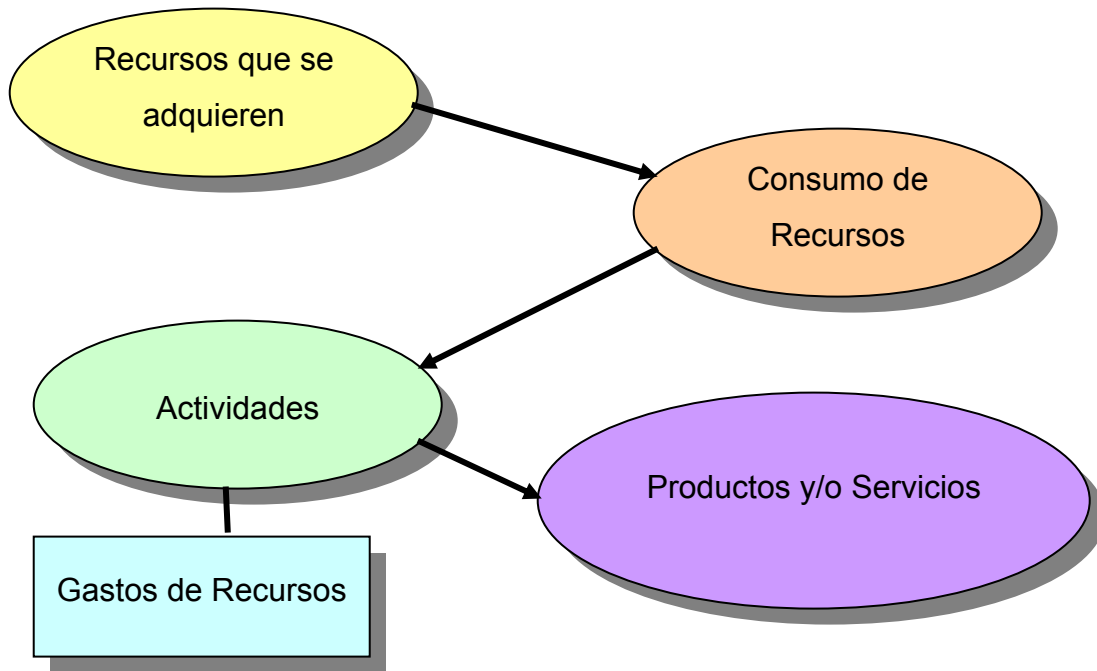 Recursos que se
adquieren
Consumo de
Recursos
Actividades
Productos y/o Servicios
Gastos de Recursos